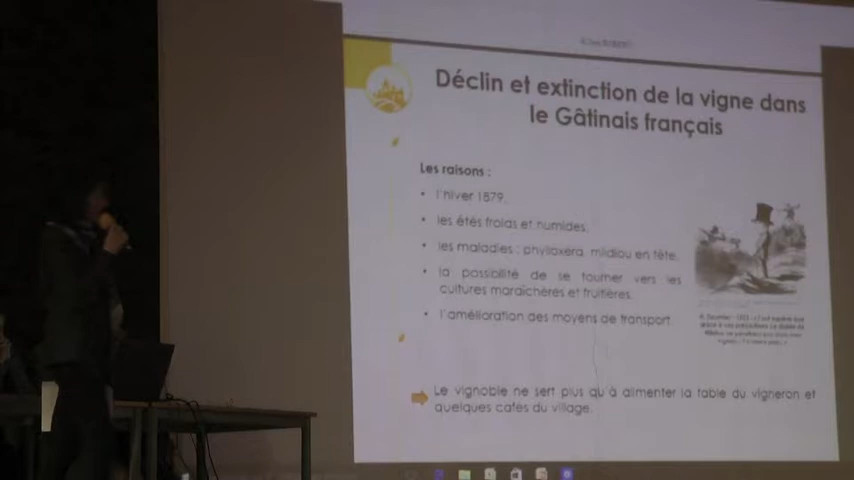 Déclin et extinction de la vigne dans
le Gâtinais français
Les raisons :
• l'hiver 1879,
• les étés froids et humides,
• les maladies : phylloxéra, mildiou en tête,
• la possibilité de se tourner vers les
cultures maraîchères et fruitières,
• l'amélioration des moyens de transport.
Le vignoble ne sert plus qu'à alimenter la table du vigneron et
quelques cafés du village.